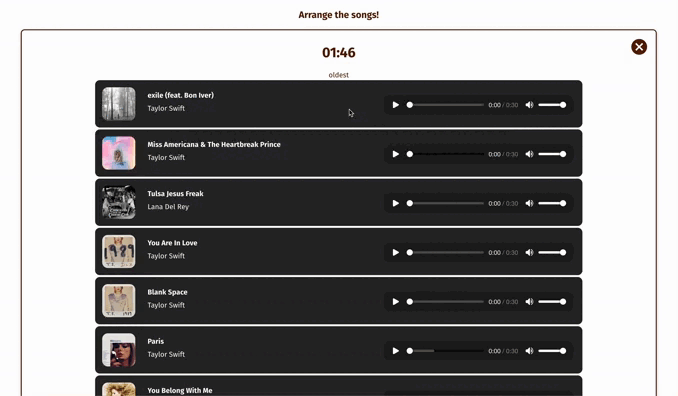 Arrange the songs!
01:46
oldest
exile (feat. Bon Iver)
Taylor Swift
0:00 / 0:30
Miss Americana & The Heartbreak Prince
Taylor Swift
0:00 / 0:30
Tulsa Jesus Freak
Lana Del Rey
0:00 / 0:30
You Are In Love
Taylor Swift
0:00 / 0:30
Blank Space
Taylor Swift
0:00 / 0:30
Paris
Taylor Swift
0:00 / 0:30
You Belong With Me